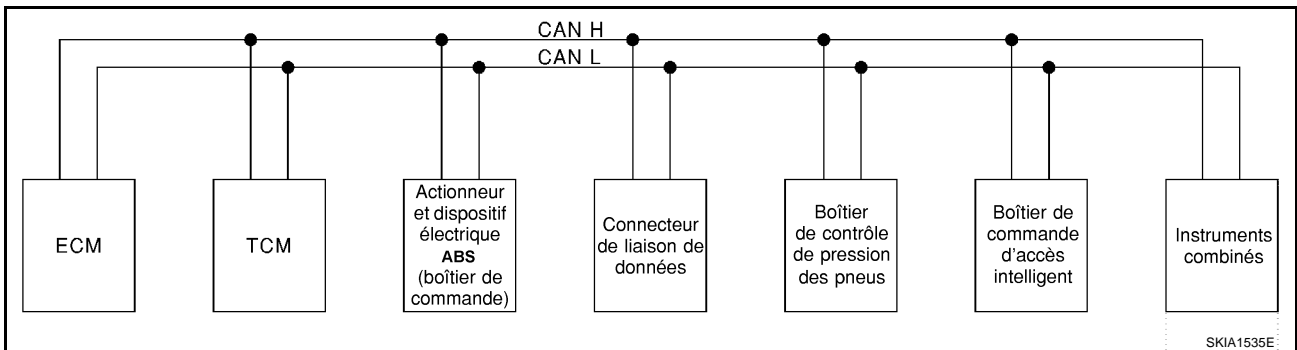 CAN H
CAN L
ECM
TCM
Actionneur
et dispositif
électrique
ABS
(boîtier de
commande)
Connecteur
de liaison de
données
Boîtier
de contrôle
de pression
des pneus
Boîtier de
commande
d'accès
intelligent
Instruments
combinés
SKIA1535E